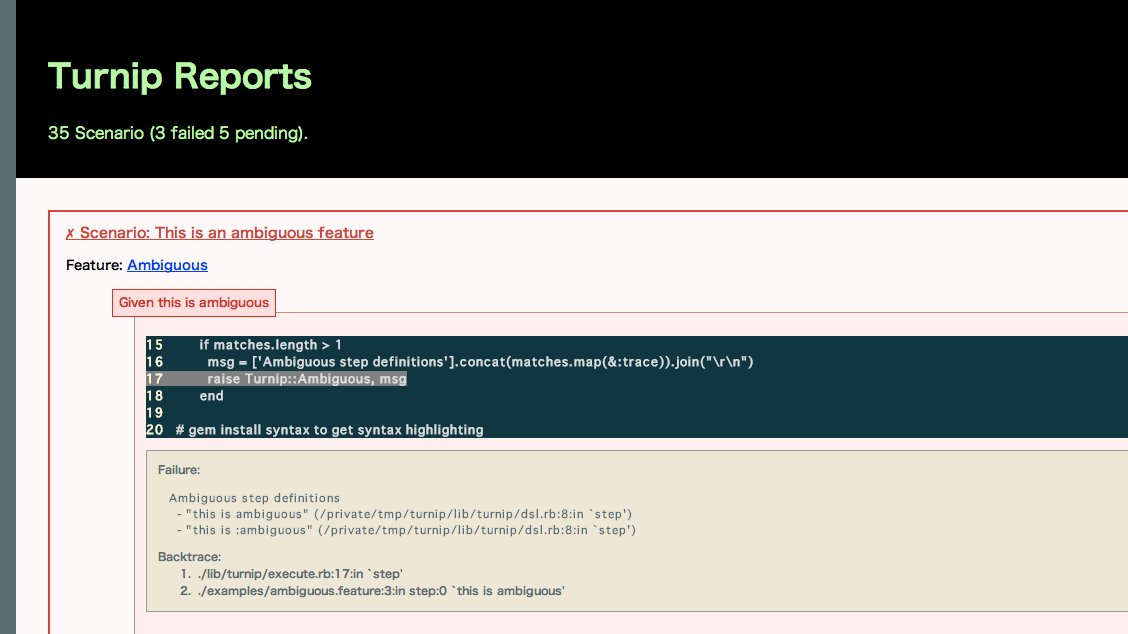 Turnip Reports
35 Scenario (3 failed 5 pending).
✗ Scenario: This is an ambiguous feature
Feature: Ambiguous
Given this is ambiguous
15 if matches.length > 1
16 msg = ['Ambiguous step definitions'].concat(matches.map(&:trace)).join("\r\n")
17 raise Turnip::Ambiguous, msg
18 end
19
20 # gem install syntax to get syntax highlighting
Failure:
Ambiguous step definitions
- "this is ambiguous" (/private/tmp/turnip/lib/turnip/dsl.rb:8:in `step')
- "this is :ambiguous" (/private/tmp/turnip/lib/turnip/dsl.rb:8:in `step')
Backtrace:
1. ./lib/turnip/execute.rb:17:in `step'
2. ./examples/ambiguous.feature:3:in step:0 `this is ambiguous'